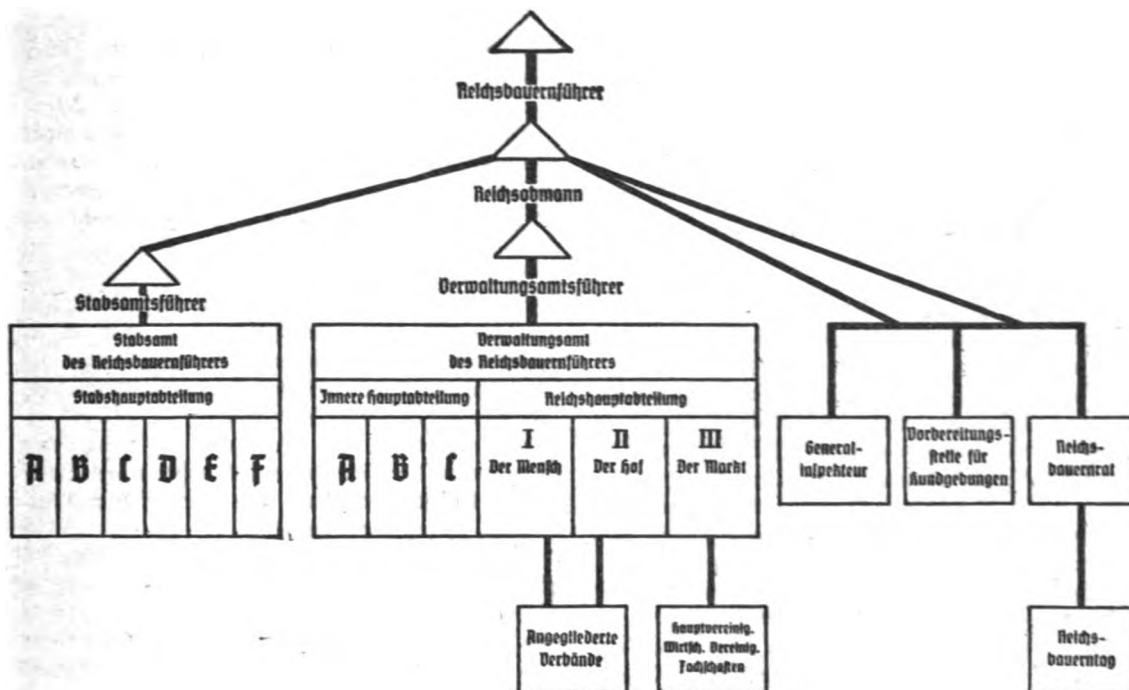 Reichsbauernführer
Reichsobmann
Stabsamtsführer
Verwaltungsamtsführer
Stabsamt
des Reichsbauernführers
Stabshauptabteilung
A B C D E F
Verwaltungsamt
des Reichsbauernführers
Innere Hauptabteilung
Reichshauptabteilung
A B C
I
Der Mensch
II
Der Hof
III
Der Markt
General-
inspekteur
Vorbereitungs-
stelle für
Kundgebungen
Reichs-
bauernrat
Angegliederte
Verbände
Hauptvereinig.
Wirtsch. Vereinig.
Fachschaften
Reichs-
bauerntag